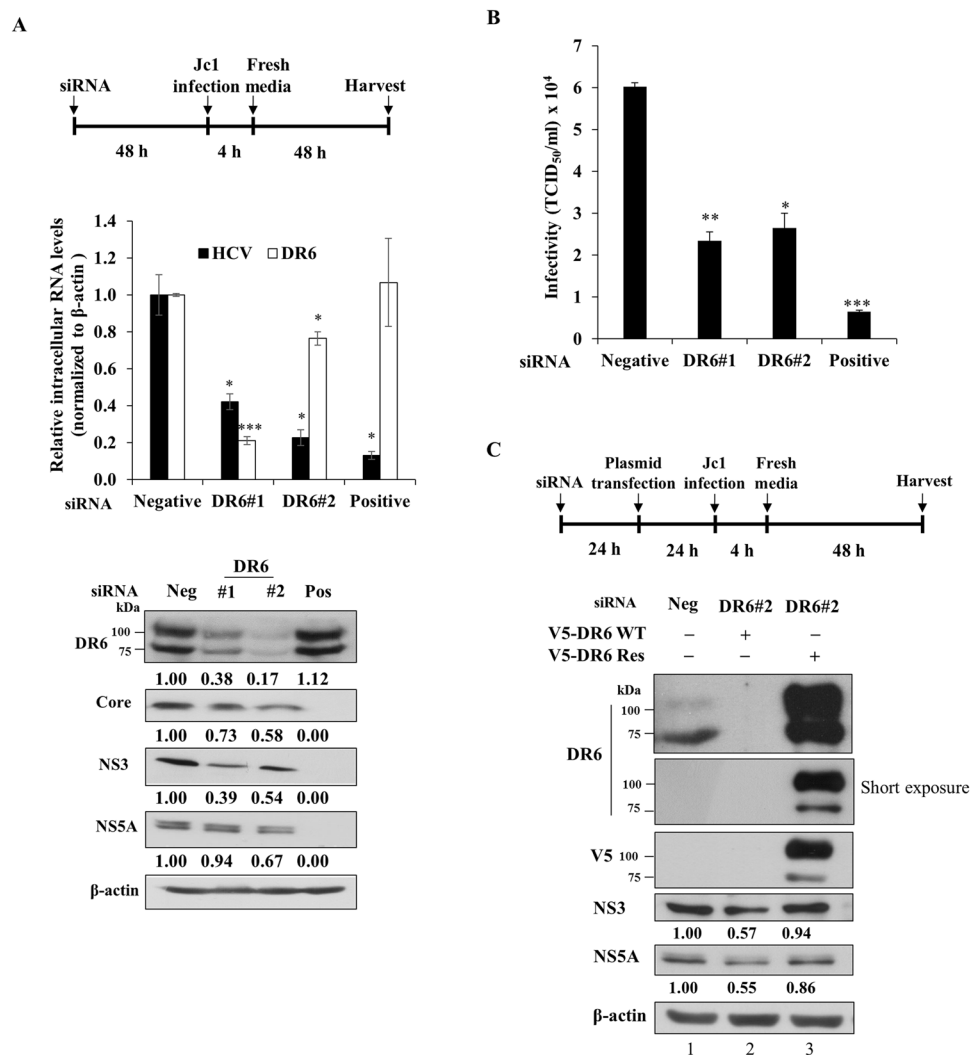 A
Jc1 Fresh
siRNA infection media Harvest
48 h 4 h 48 h
Relative intracellular RNA levels
(normalized to β-actin )
1.4
1.2
1.0
0.8
0.6
0.4
0.2
0.0
HCV DR6
* *** * * *
siRNA Negative DR6#1 DR6#2 Positive
DR6
siRNA Neg #1 #2 Pos
kDa
100
DR6
75
1.00 0.38 0.17 1.12
Core
1.00 0.73 0.58 0.00
NS3
1.00 0.39 0.54 0.00
NS5A
1.00 0.94 0.67 0.00
β-actin
B
Infectivity (TCID50/ml) x 10⁴
7
6
5
4
3
2
1
0
** * ***
siRNA Negative DR6#1 DR6#2 Positive
C
Plasmid Jc1 Fresh
siRNA transfection infection media Harvest
24 h 24 h 4 h 48 h
siRNA Neg DR6#2 DR6#2
V5-DR6 WT – + –
V5-DR6 Res – – +
kDa
100
75
DR6
100
75
Short exposure
V5 100
75
NS3
1.00 0.57 0.94
NS5A
1.00 0.55 0.86
β-actin
1 2 3